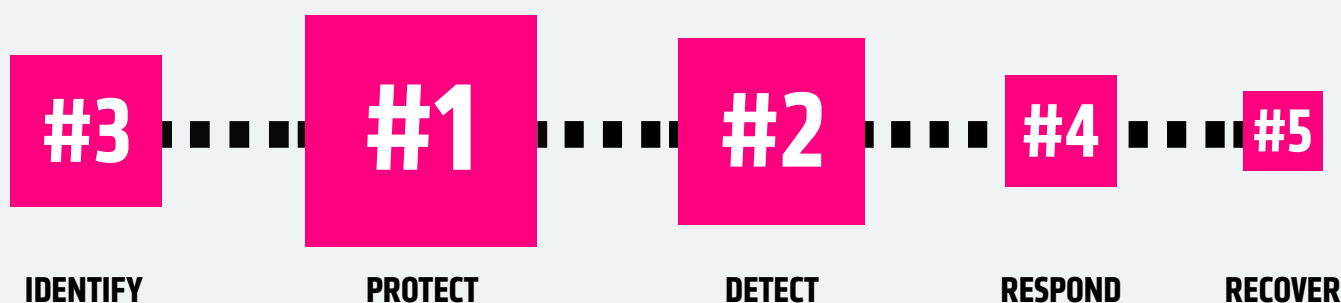 #3 #1 #2 #4 #5
IDENTIFY PROTECT DETECT RESPOND RECOVER